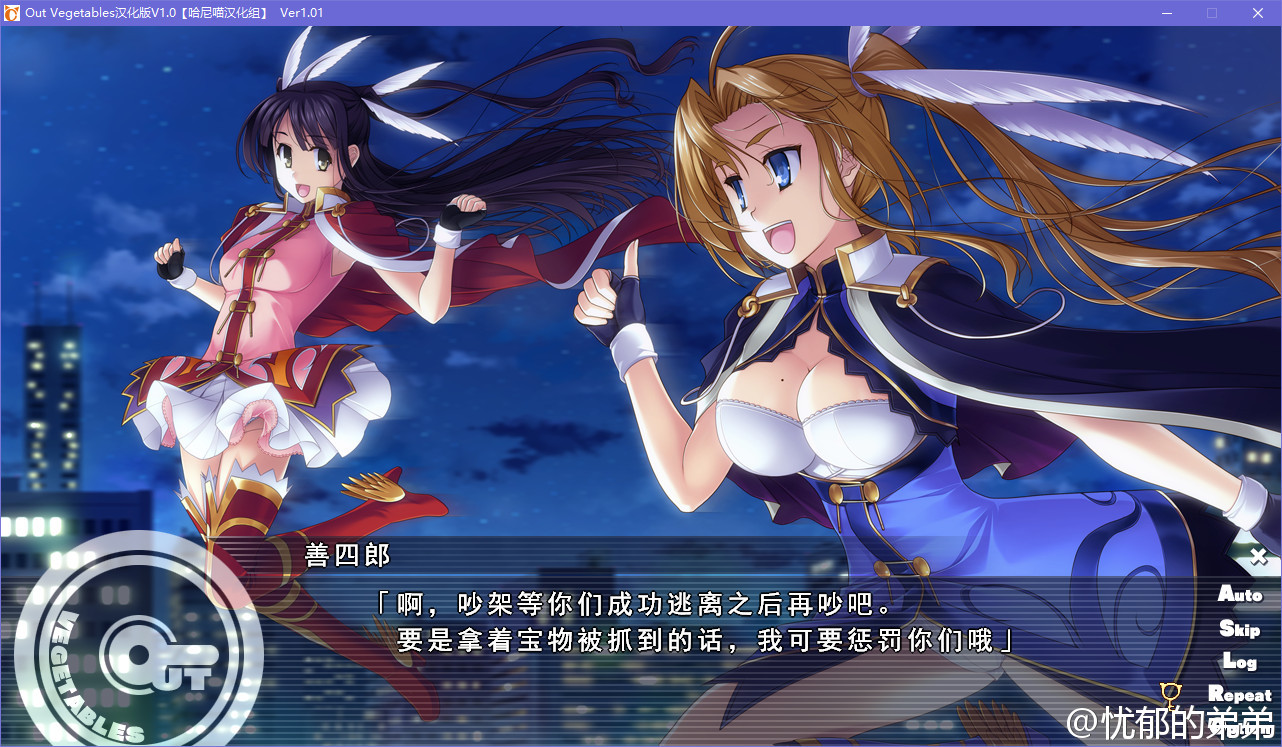 Out Vegetables汉化版V1.0【哈尼喵汉化组】 Ver1.01
善四郎
「啊，吵架等你们成功逃离之后再吵吧。
要是拿着宝物被抓到的话，我可要惩罚你们哦」
Auto
Skip
Log
Repeat
OUT
VEGETABLES
@忧郁的弟弟